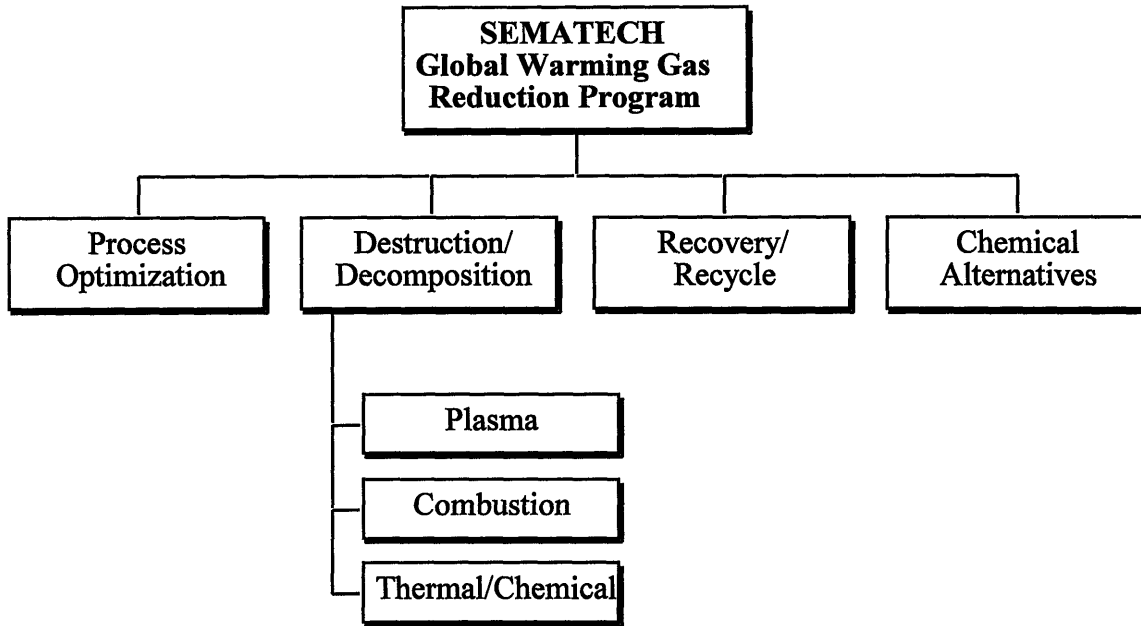 SEMATECH
Global Warming Gas
Reduction Program
Process
Optimization
Destruction/
Decomposition
Recovery/
Recycle
Chemical
Alternatives
Plasma
Combustion
Thermal/Chemical